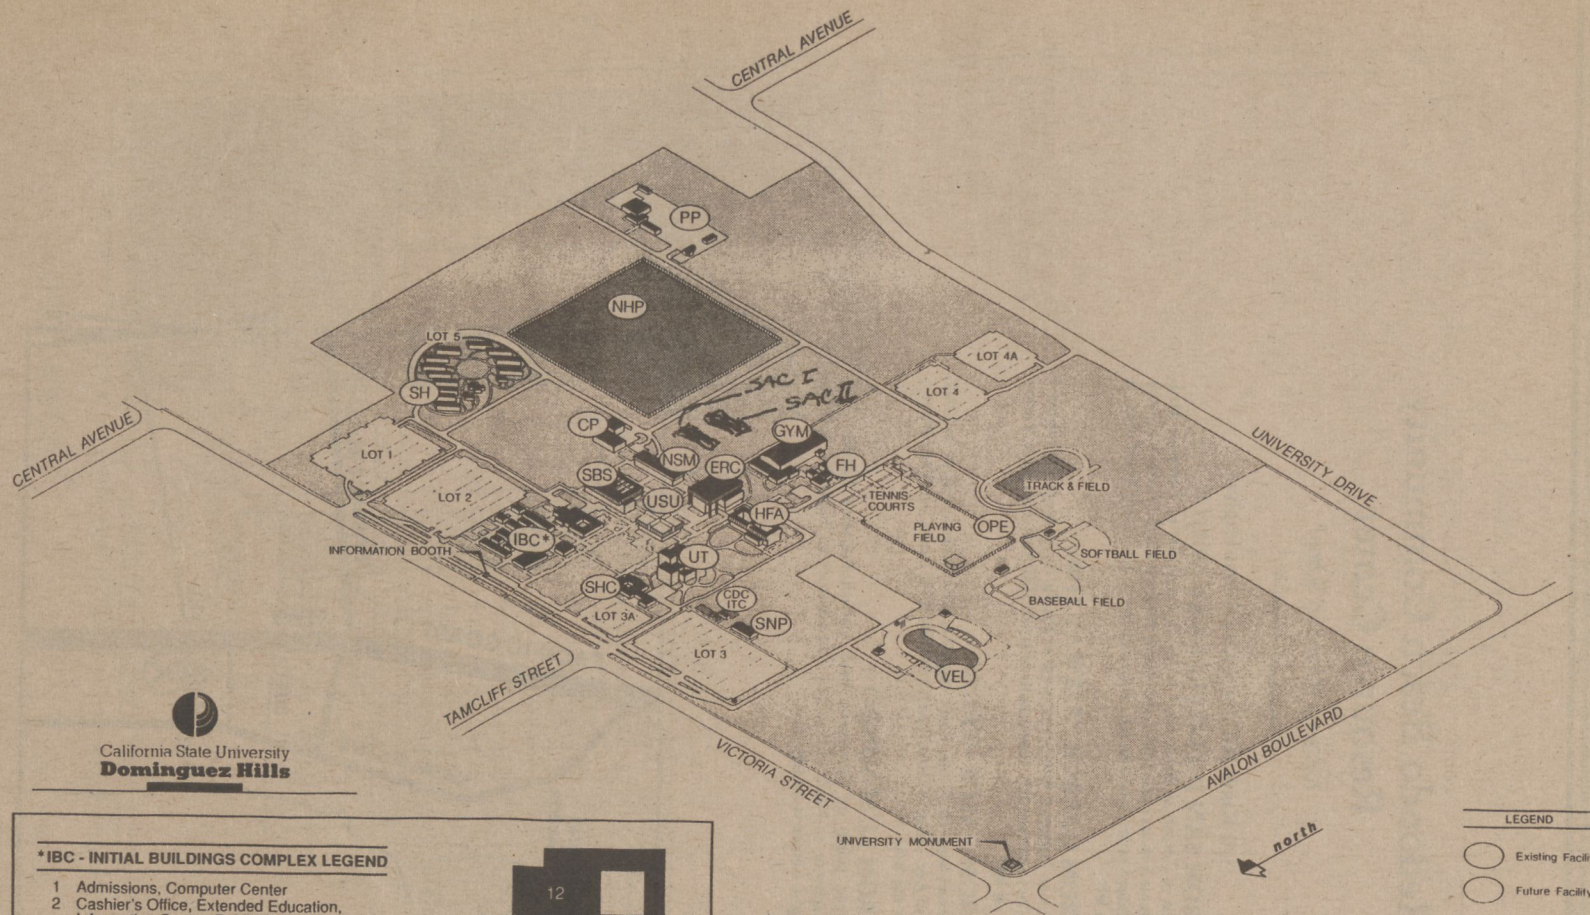 CENTRAL AVENUE
PP
NHP
LOT 5
SH
LOT 4A
LOT 4
SAC I
SAC II
CENTRAL AVENUE
LOT 1
CP
GYM
UNIVERSITY DRIVE
NSM
ERC
FH
SBS
LOT 2
USU
TENNIS
COURTS
TRACK & FIELD
HFA
PLAYING
FIELD
OPE
IBC*
INFORMATION BOOTH
UT
SOFTBALL FIELD
SHC
CDC
ITC
BASEBALL FIELD
LOT 3A
SNP
LOT 3
VEL
TAMCLIFF STREET
VICTORIA STREET
AVALON BOULEVARD
California State University
Dominguez Hills
UNIVERSITY MONUMENT
north
LEGEND
Existing
Future Facility
*IBC - INITIAL BUILDINGS COMPLEX LEGEND
1 Admissions, Computer Center
2 Cashier's Office, Extended Education,
12